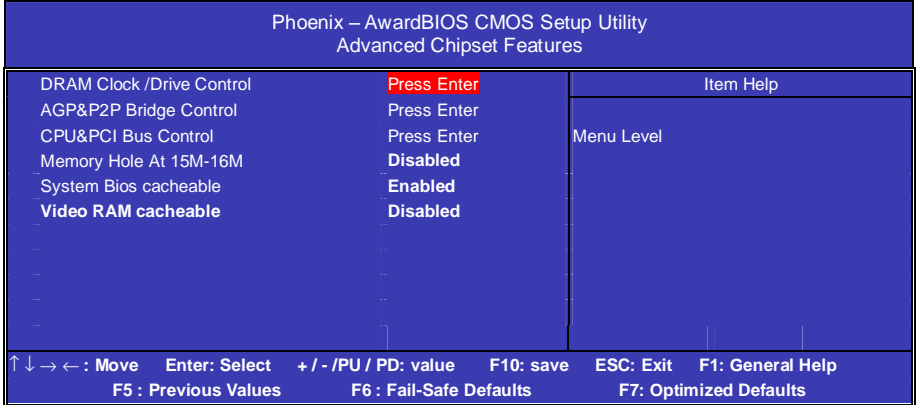 Phoenix – AwardBIOS CMOS Setup Utility
Advanced Chipset Features
DRAM Clock /Drive Control Press Enter Item Help
AGP&P2P Bridge Control Press Enter
CPU&PCI Bus Control Press Enter Menu Level
Memory Hole At 15M-16M Disabled
System Bios cacheable Enabled
Video RAM cacheable Disabled
↑↓→←: Move Enter: Select +/-/PU / PD: value F10: save ESC: Exit F1: General Help
F5 : Previous Values F6 : Fail-Safe Defaults F7: Optimized Defaults